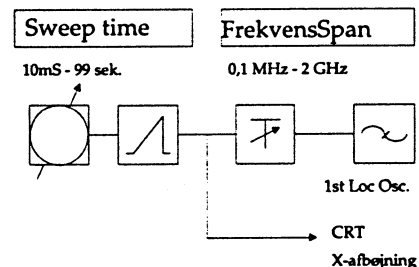 Sweep time
FrekvensSpan
10mS - 99 sek.
0,1 MHz - 2 GHz
1st Loc Osc.
CRT
X-afbøjning